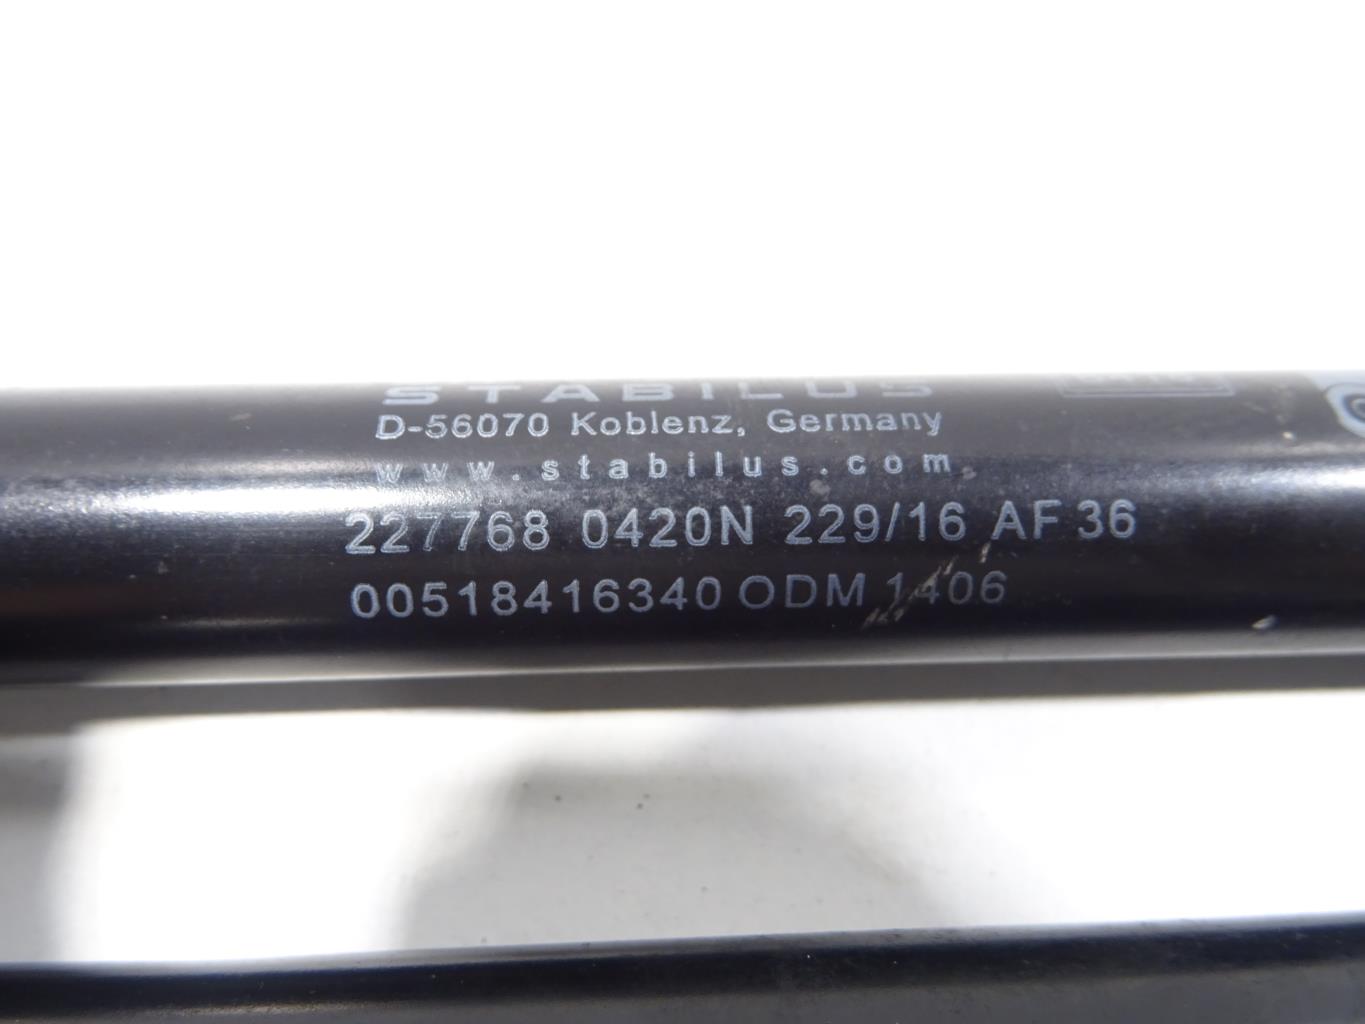 STABILUS
D-56070 Koblenz, Germany
www.stabilus.com
227768 0420N 229/16 AF 36
00518416340 ODM 1406